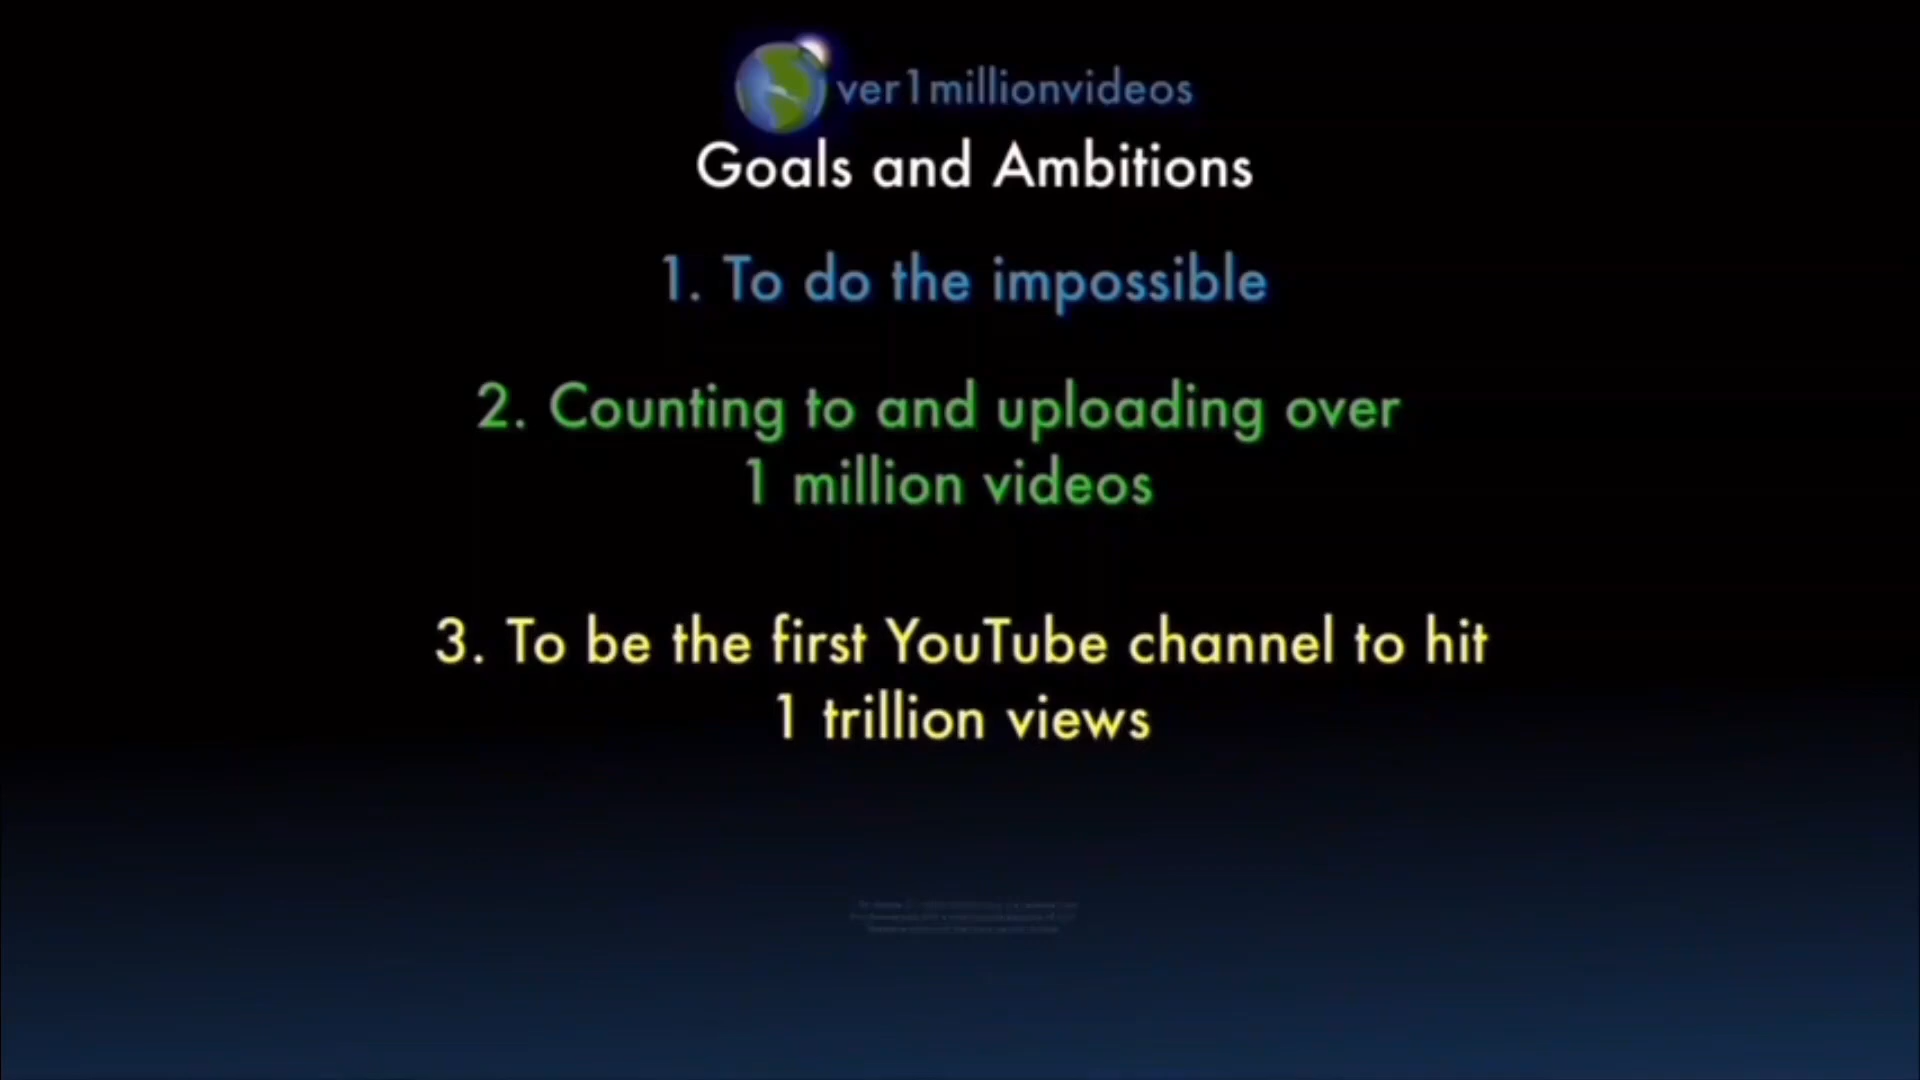 ver1millionvideos
Goals and Ambitions
1. To do the impossible
2. Counting to and uploading over
1 million videos
3. To be the first YouTube channel to hit
1 trillion views